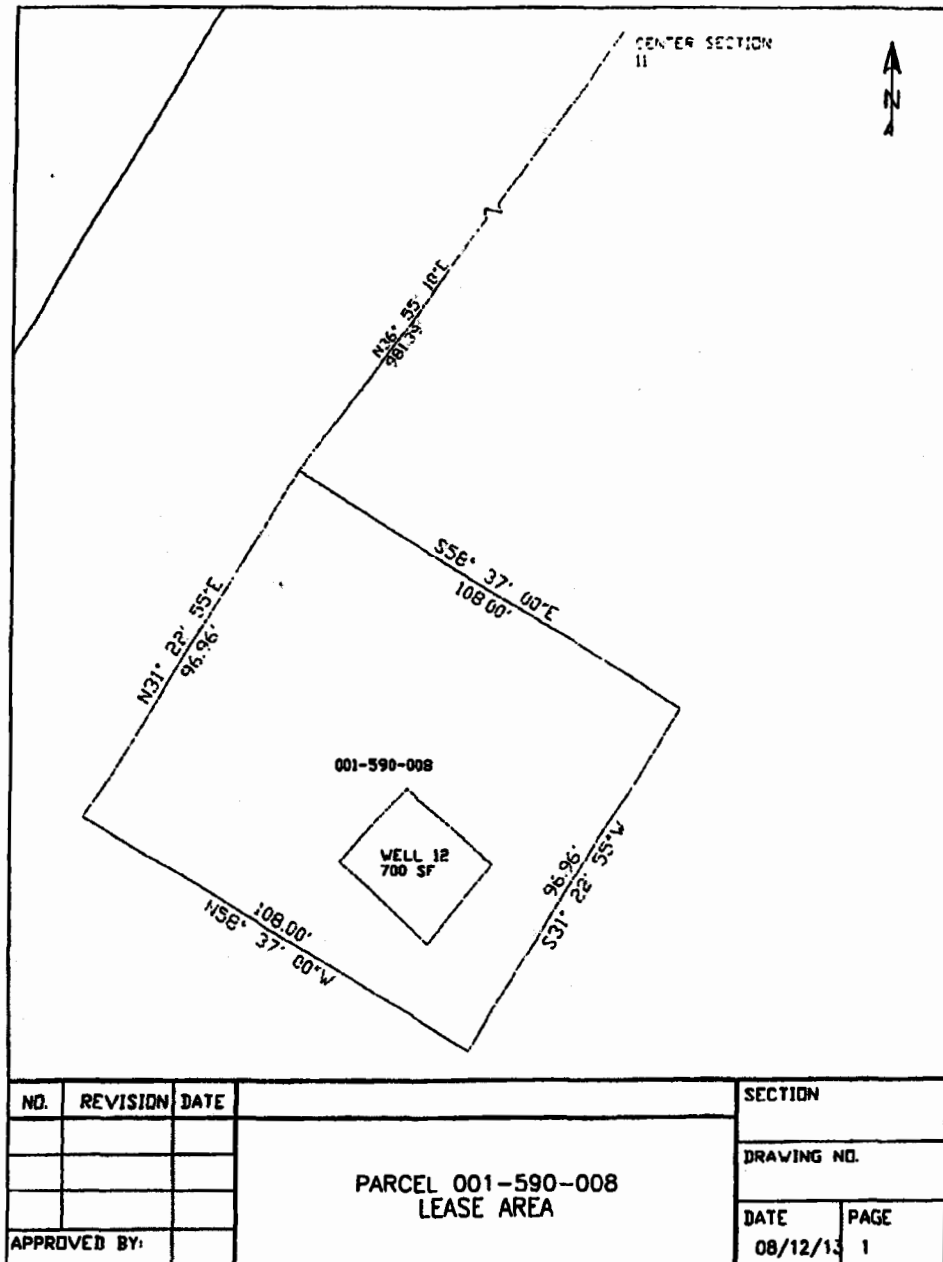 CENTER SECTION
11
N
N36° 55' 18"E
981.39'
S58° 37' 00"E
108.00'
N31° 22' 55"E
96.96'
001-590-008
WELL 12
700 SF
96.96'
S31° 22' 55"W
108.00'
N58° 37' 00"W
NO. REVISION DATE
SECTION
DRAWING NO.
PARCEL 001-590-008
LEASE AREA
DATE PAGE
08/12/13 1
APPROVED BY: